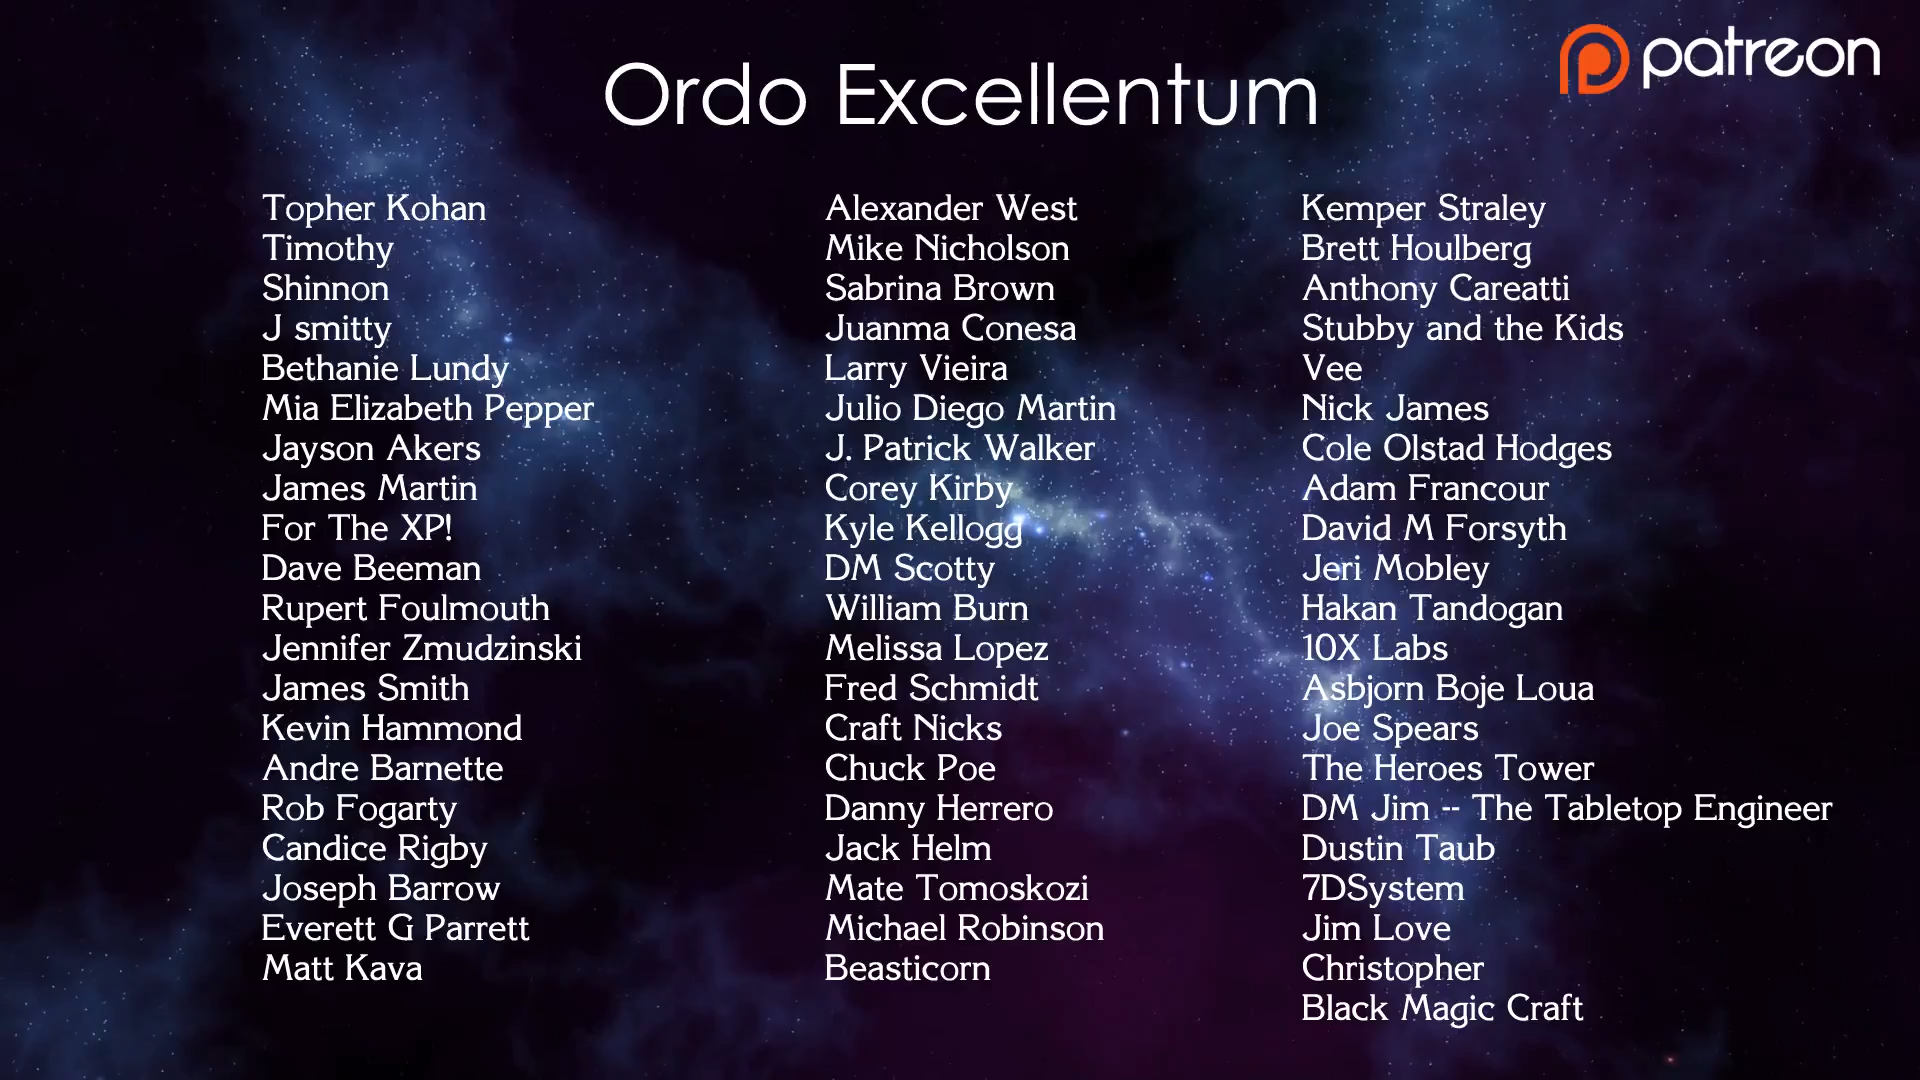 patreon
Ordo Excellentum
Topher Kohan
Timothy
Shinnon
J smitty
Bethanie Lundy
Mia Elizabeth Pepper
Jayson Akers
James Martin
For The XP!
Dave Beeman
Rupert Foulmouth
Jennifer Zmudzinski
James Smith
Kevin Hammond
Andre Barnette
Rob Fogarty
Candice Rigby
Joseph Barrow
Everett G Parrett
Matt Kava
Alexander West
Mike Nicholson
Sabrina Brown
Juanma Conesa
Larry Vieira
Julio Diego Martin
J. Patrick Walker
Corey Kirby
Kyle Kellogg
DM Scotty
William Burn
Melissa Lopez
Fred Schmidt
Craft Nicks
Chuck Poe
Danny Herrero
Jack Helm
Mate Tomoskozi
Michael Robinson
Beasticorn
Kemper Straley
Brett Houlberg
Anthony Careatti
Stubby and the Kids
Vee
Nick James
Cole Olstad Hodges
Adam Francour
David M Forsyth
Jeri Mobley
Hakan Tandogan
10X Labs
Asbjorn Boje Loua
Joe Spears
The Heroes Tower
DM Jim -- The Tabletop Engineer
Dustin Taub
7DSystem
Jim Love
Christopher
Black Magic Craft